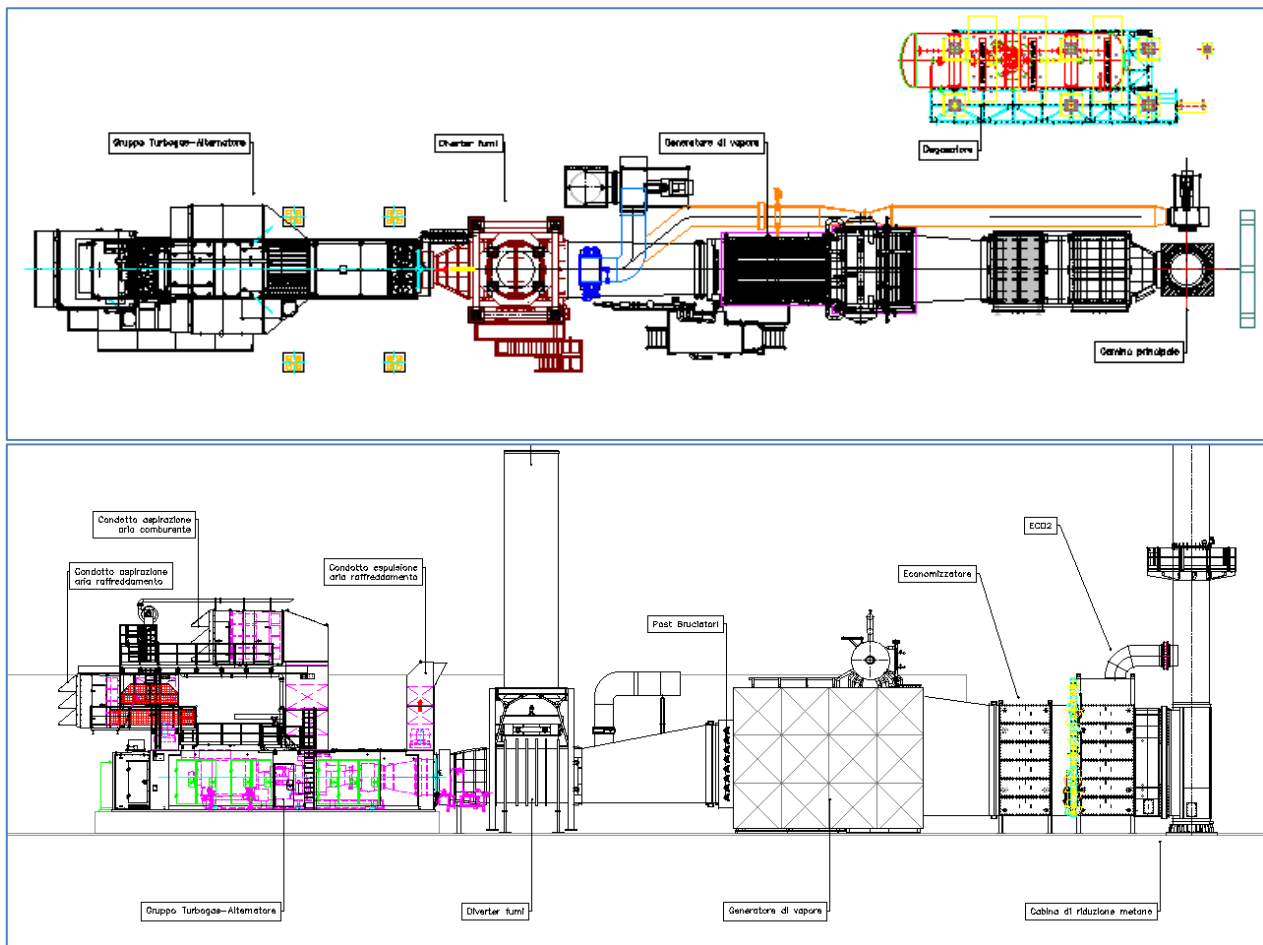 Gruppo Turbogas-Alternatore
Diverter fumi
Generatore di vapore
Degasatore
Camino principale
Condotto aspirazione
aria comburente
Condotto aspirazione
aria raffreddamento
Condotto espulsione
aria raffreddamento
Post Bruciatori
Economizzatore
ECO2
Gruppo Turbogas-Alternatore
Diverter fumi
Generatore di vapore
Cabina di riduzione metano